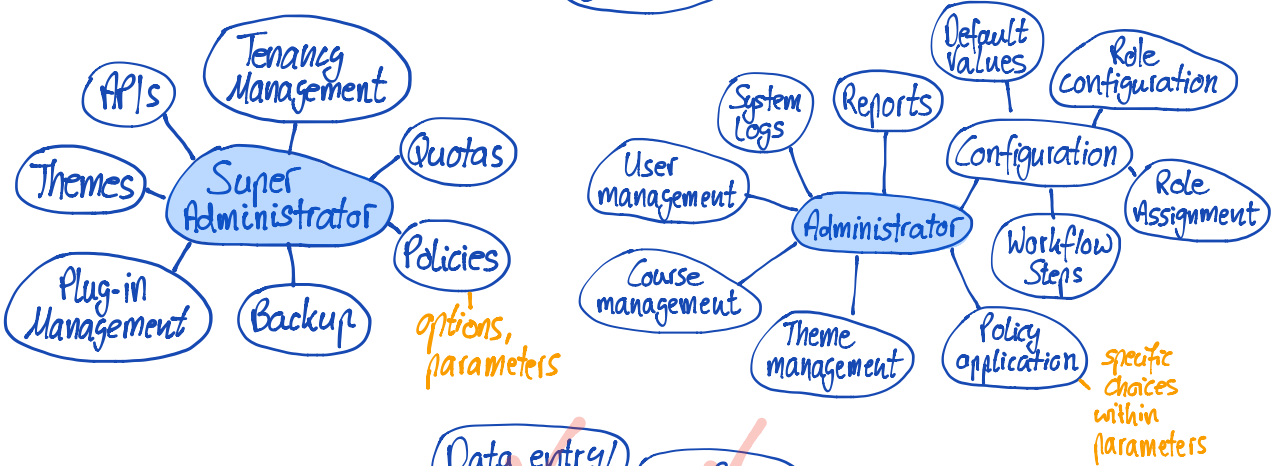 Tenancy
Management
APIs
Themes
Super
Administrator
Quotas
Policies
options,
parameters
Plug-in
Management
Backup
Default
Values
Role
Configuration
System
Logs
Reports
Configuration
User
management
Role
Assignment
Administrator
Workflow
Steps
Course
management
Theme
management
Policy
application
specific
choices
within
parameters
Data entry/